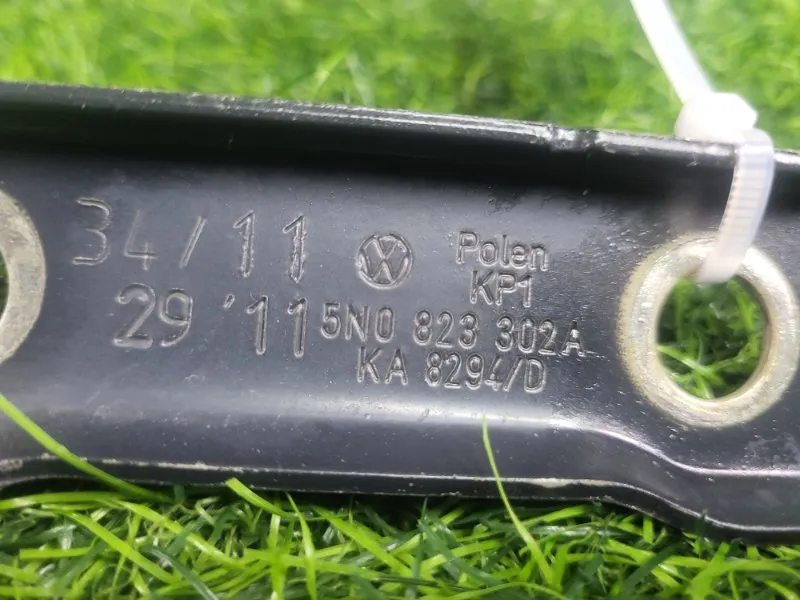 34/11
Polen
KP1
29 '11
5N0 823 302A
KA 8294/D